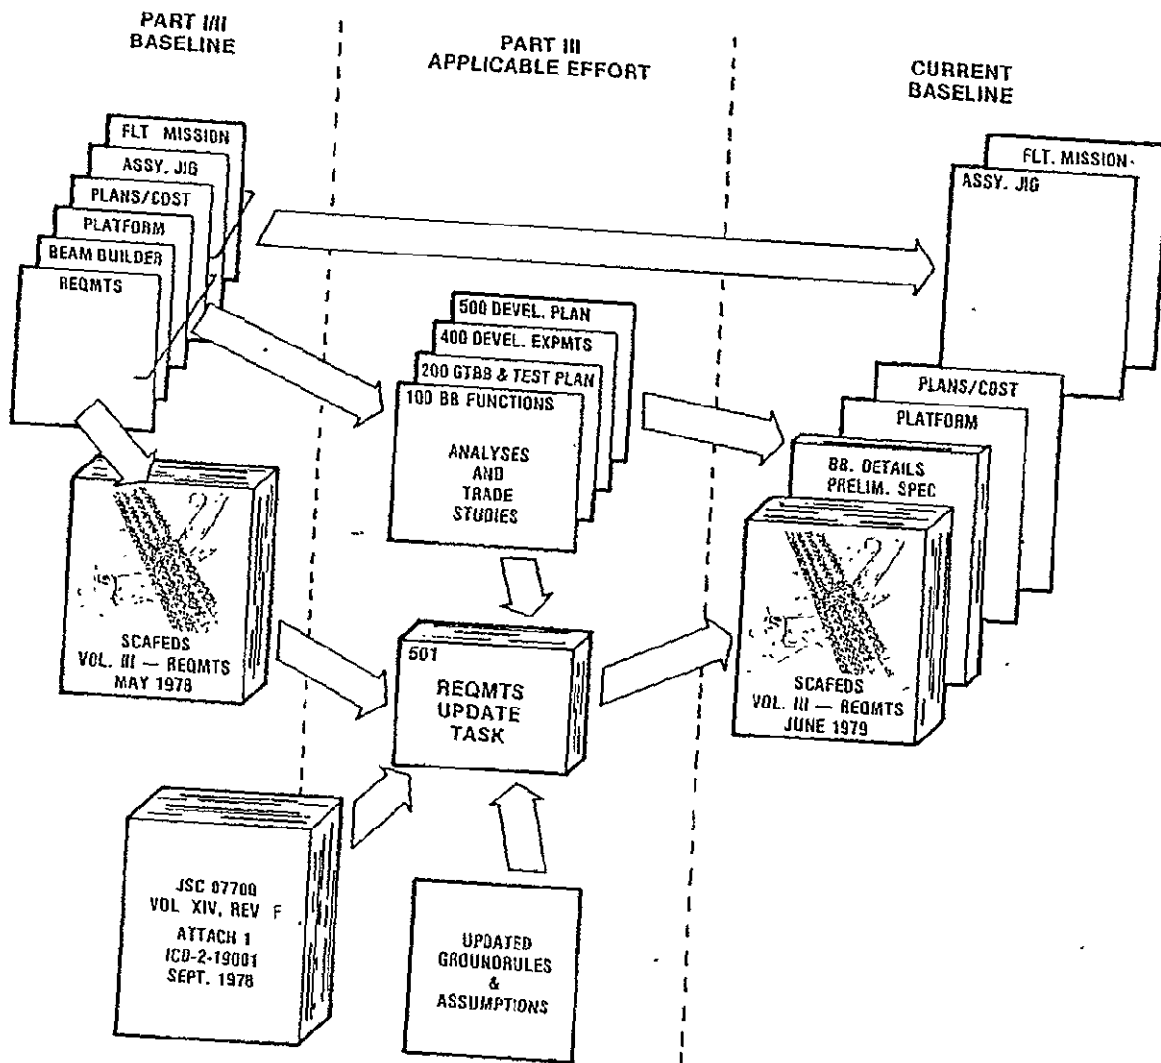 PART I/II
BASELINE
PART III
APPLICABLE EFFORT
CURRENT
BASELINE
FLT. MISSION
ASSY. JIG
PLANS/COST
PLATFORM
BEAM BUILDER
REQMTS
SCAFEDS
VOL. III — REQMTS
MAY 1978
JSC 07700
VOL XIV, REV F
ATTACH 1
ICD-2-19001
SEPT. 1978
500 DEVEL. PLAN
400 DEVEL. EXPMTS
200 GTBB & TEST PLAN
100 BB FUNCTIONS
ANALYSES
AND
TRADE
STUDIES
501
REQMTS
UPDATE
TASK
UPDATED
GROUNDRULES
&
ASSUMPTIONS
FLT. MISSION
ASSY. JIG
PLANS/COST
PLATFORM
BB. DETAILS
PRELIM. SPEC
SCAFEDS
VOL. III — REQMTS
JUNE 1979